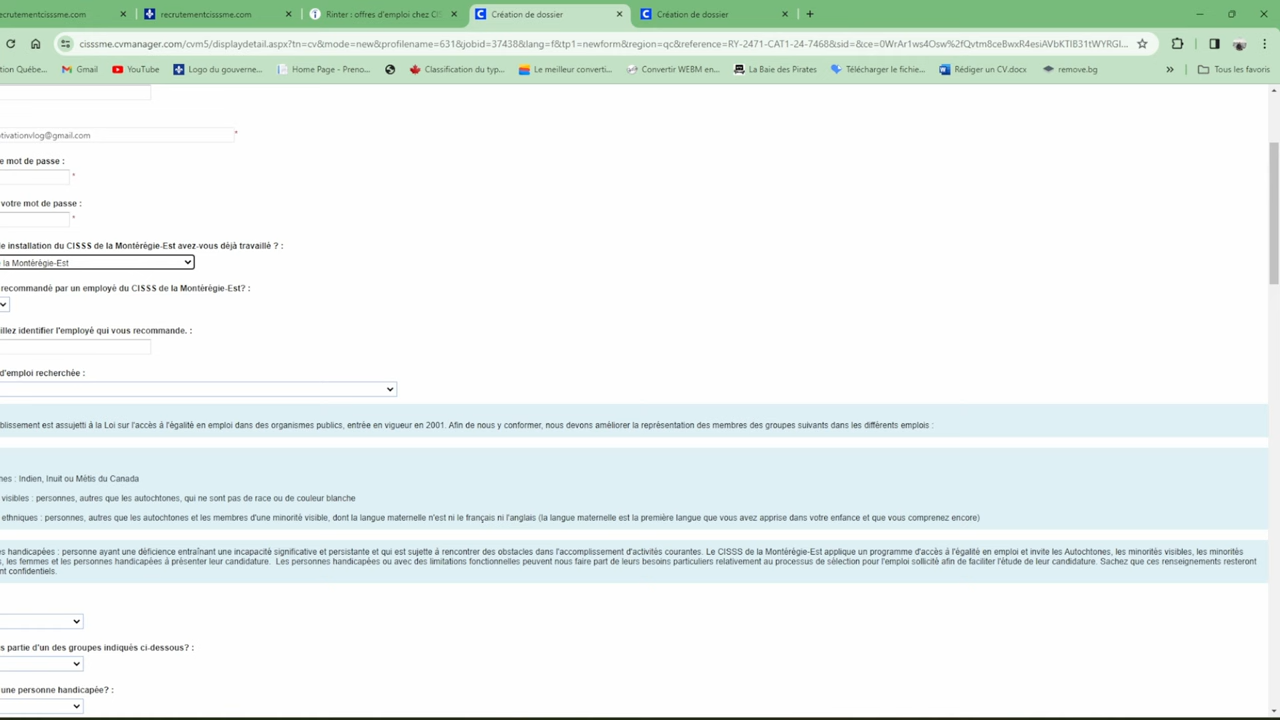 recrutementcisssme.com
recrutementcisssme.com
Rinter : offres d'emploi chez CIS
Création de dossier
Création de dossier
cisssme.cvmanager.com/cvm5/displaydetail.aspx?tn=cv&mode=new&profilename=631&jobid=37438&lang=f&tp1=newform&region=qc&reference=RY-2471-CAT1-24-7468&sid=&ce=0WrAr1ws4Osw%2fQvtm8ceBwxR4esiAVbKTIB31tWYRGl...
tion Québe... Gmail YouTube Logo du gouverne... Home Page - Preno... Classification du typ... Le meilleur converti... Convertir WEBM en... La Baie des Pirates Télécharger le fichie... Rédiger un CV.docx remove.bg » Tous les favoris
tivationvlog@gmail.com *
e mot de passe :
*
votre mot de passe :
*
le installation du CISSS de la Montérégie-Est avez-vous déjà travaillé ? :
la Montérégie-Est
recommandé par un employé du CISSS de la Montérégie-Est? :
illez identifier l'employé qui vous recommande. :
d'emploi recherchée :
blissement est assujetti à la Loi sur l'accès à l'égalité en emploi dans des organismes publics, entrée en vigueur en 2001. Afin de nous y conformer, nous devons améliorer la représentation des membres des groupes suivants dans les différents emplois :
nes : Indien, Inuit ou Métis du Canada
visibles : personnes, autres que les autochtones, qui ne sont pas de race ou de couleur blanche
ethniques : personnes, autres que les autochtones et les membres d'une minorité visible, dont la langue maternelle n'est ni le français ni l'anglais (la langue maternelle est la première langue que vous avez apprise dans votre enfance et que vous comprenez encore)
es handicapées : personne ayant une déficience entraînant une incapacité significative et persistante et qui est sujette à rencontrer des obstacles dans l'accomplissement d'activités courantes. Le CISSS de la Montérégie-Est applique un programme d'accès à l'égalité en emploi et invite les Autochtones, les minorités visibles, les minorités
s, les femmes et les personnes handicapées à présenter leur candidature. Les personnes handicapées ou avec des limitations fonctionnelles peuvent nous faire part de leurs besoins particuliers relativement au processus de sélection pour l'emploi sollicité afin de faciliter l'étude de leur candidature. Sachez que ces renseignements resteront
nt confidentiels.
s partie d'un des groupes indiqués ci-dessous? :
une personne handicapée? :